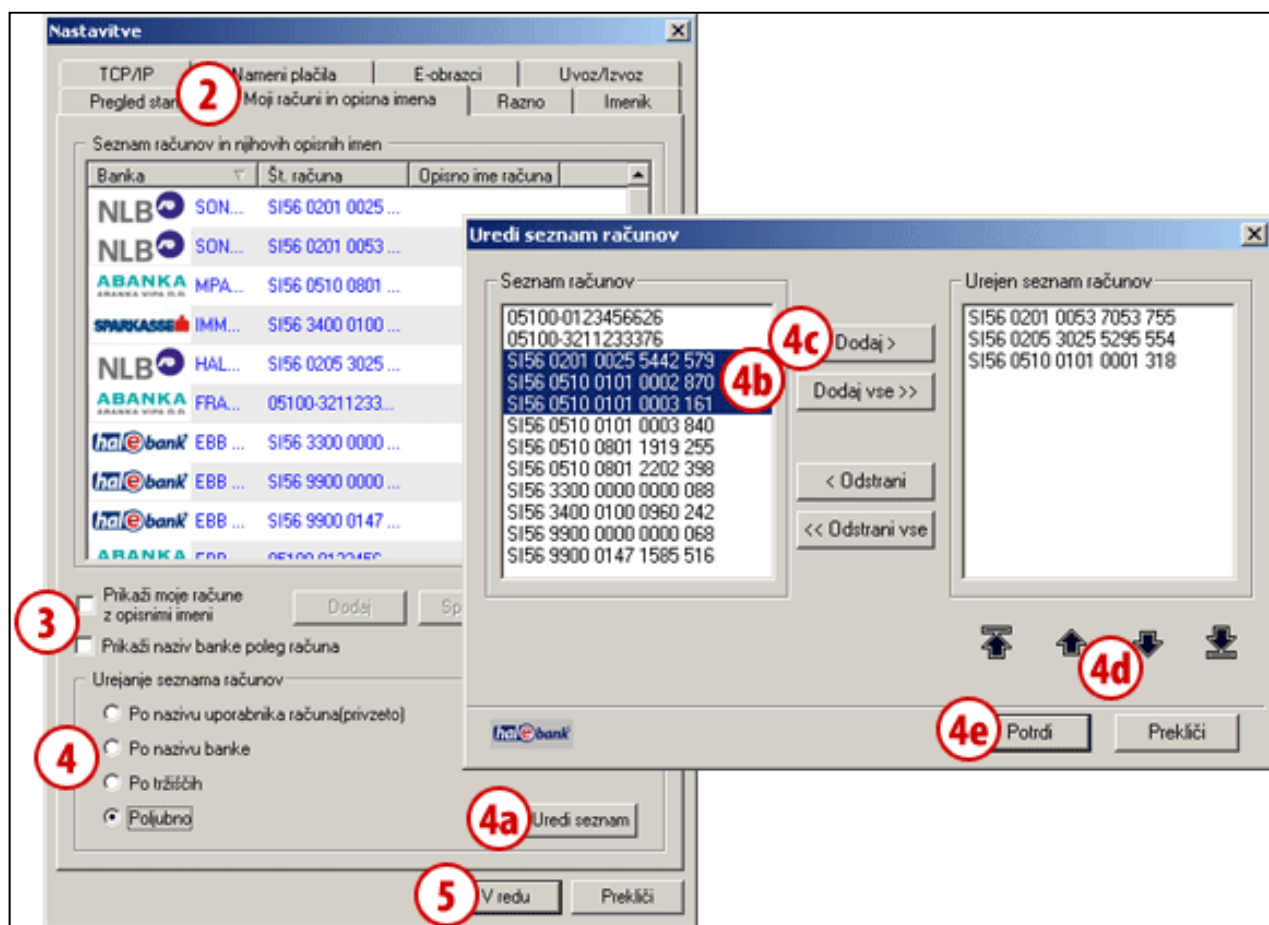 Nastavitve
TCP/IP Nameni plačila E-obrazci Uvoz/Izvoz
Pregled 2 Moji računi in opisna imena Razno Imenik
Seznam računov in njihovih opisnih imen
Banka Št. računa Opisno ime računa
NLB SON... SI56 0201 0025 ...
NLB SON... SI56 0201 0053 ...
ABANKA MPA... SI56 0510 0801 ...
ABANKA VIPA D.D.
SPARKASSE IMM... SI56 3400 0100 ...
NLB HAL... SI56 0205 3025 ...
ABANKA FRA... 05100-3211233...
ABANKA VIPA D.D.
hal e bank EBB ... SI56 3300 0000 ...
hal e bank EBB ... SI56 9900 0000 ...
hal e bank EBB ... SI56 9900 0147 ...
ABANKA EBB
3
Prikaži moje račune
z opisnimi imeni
Dodaj Sp
Prikaži naziv banke poleg računa
Urejanje seznama računov
4
Po nazivu uporabnika računa(privzeto)
Po nazivu banke
Po tržiščih
Poljubno
4a Uredi seznam
5 V redu Prekliči
Uredi seznam računov
Seznam računov
05100-0123456626
05100-3211233376
SI56 0201 0025 5442 579
SI56 0510 0101 0002 870
SI56 0510 0101 0003 161
SI56 0510 0101 0003 840
SI56 0510 0801 1919 255
SI56 0510 0801 2202 398
SI56 3300 0000 0000 088
SI56 3400 0100 0960 242
SI56 9900 0000 0000 068
SI56 9900 0147 1585 516
4b
4c Dodaj >
Dodaj vse >>
< Odstrani
<< Odstrani vse
Urejen seznam računov
SI56 0201 0053 7053 755
SI56 0205 3025 5295 554
SI56 0510 0101 0001 318
4d
hal e bank
4e Potrdi Prekliči